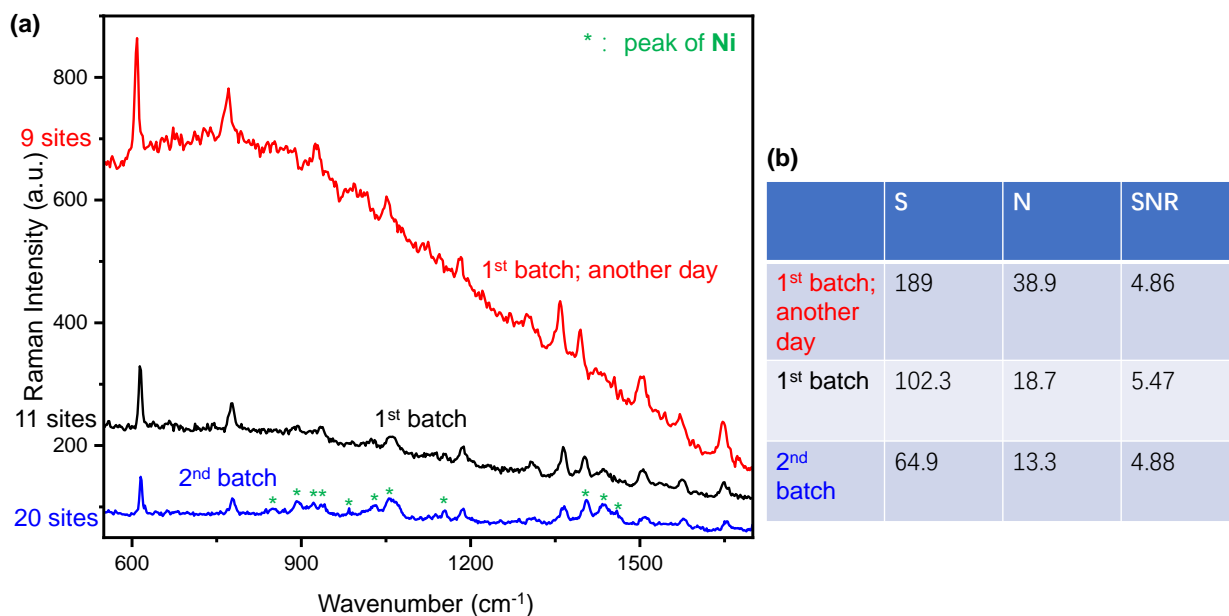 (a)
* : peak of Ni
800
9 sites
600
1st batch; another day
400
11 sites
1st batch
200
2nd batch
20 sites
* * * * * * * * * * *
600 900 1200 1500
Wavenumber (cm-1)
Raman Intensity (a.u.)
(b)
S N SNR
1st batch; another day 189 38.9 4.86
1st batch 102.3 18.7 5.47
2nd batch 64.9 13.3 4.88